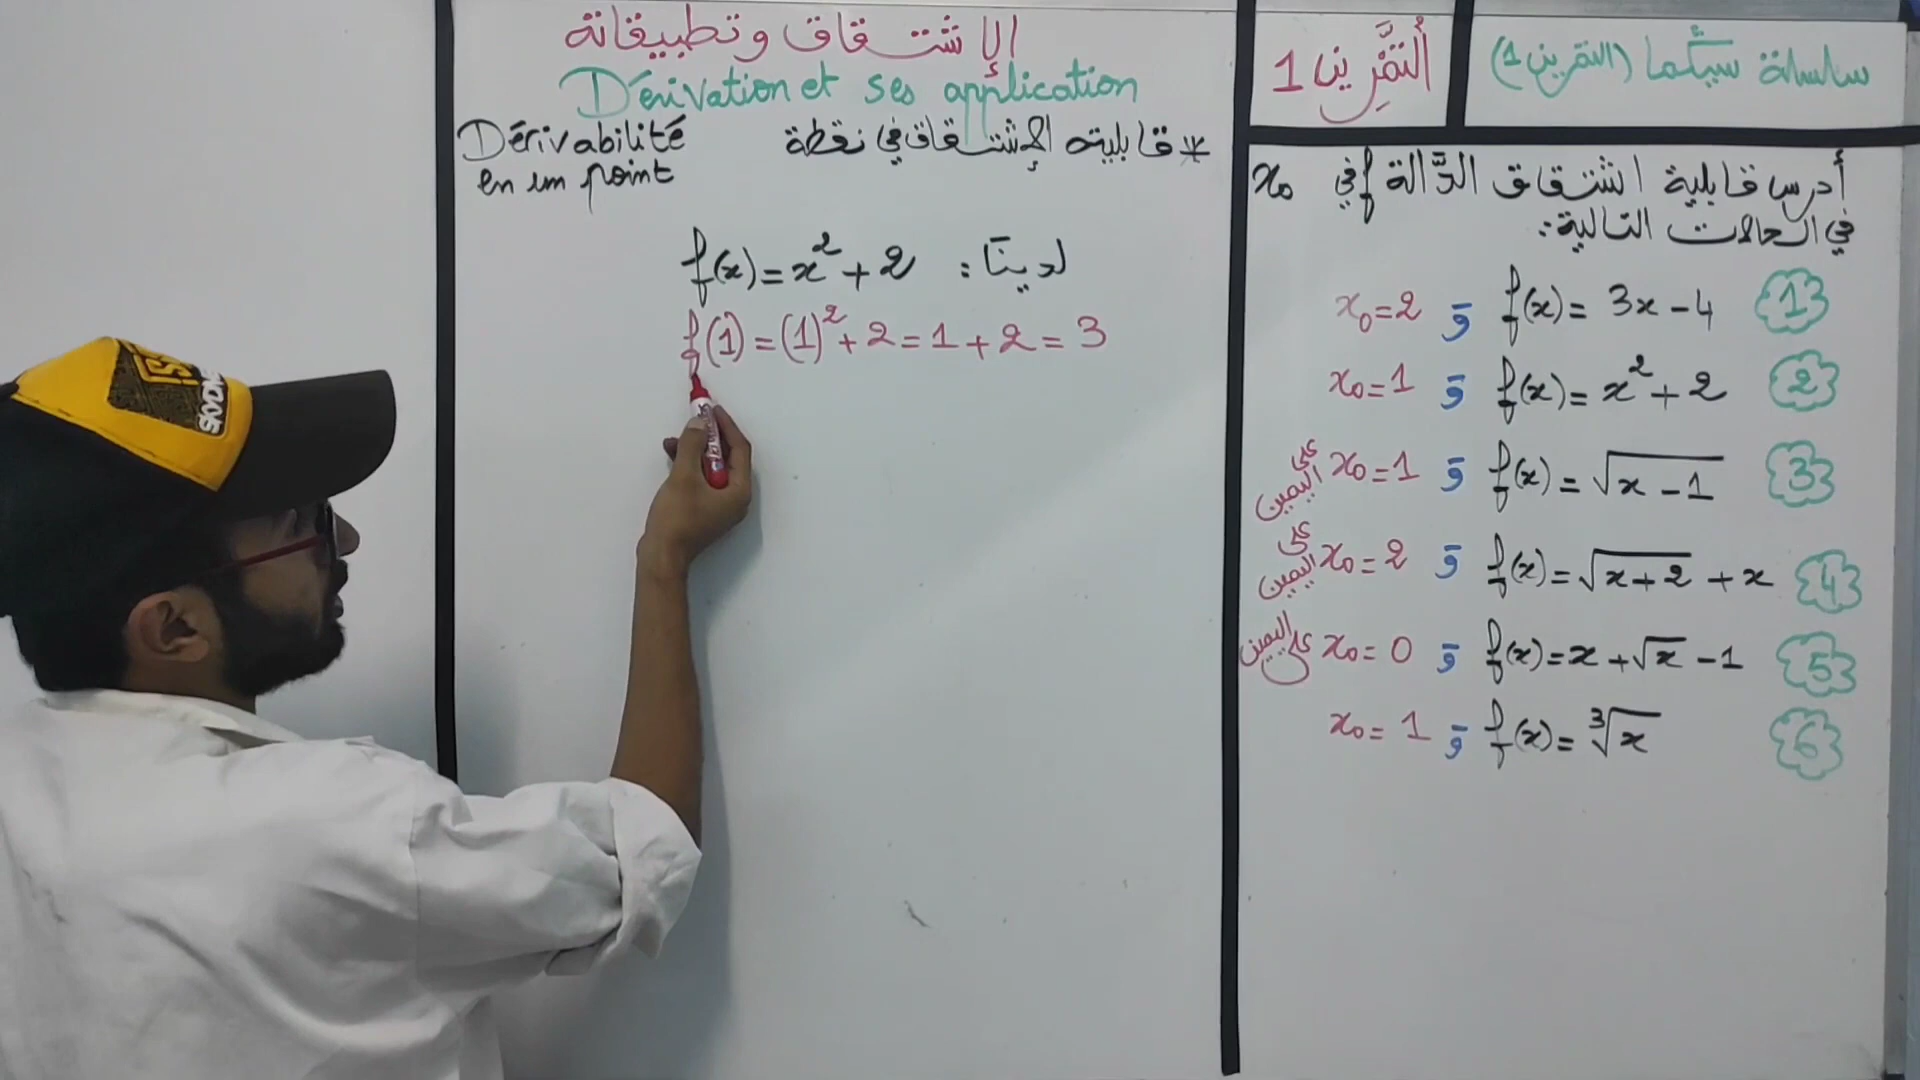 الإشتقاق وتطبيقاته
Dérivation et ses application
Dérivabilité
en un point
* قابلية الإشتقاق في نقطة
لدينا : f(x) = x² + 2
f(1) = (1)² + 2 = 1 + 2 = 3
سلسلة سيگما (التمرين 1)
التمرين 1
أدرس قابلية اشتقاق الدالة f في x₀
في الحالات التالية :
1 f(x) = 3x - 4 و x₀ = 2
2 f(x) = x² + 2 و x₀ = 1
3 f(x) = √(x - 1) و x₀ = 1 على اليمين
4 f(x) = √(x + 2) + x و x₀ = 2 على اليمين
5 f(x) = x + √x - 1 و x₀ = 0 على اليمين
6 f(x) = ³√x و x₀ = 1